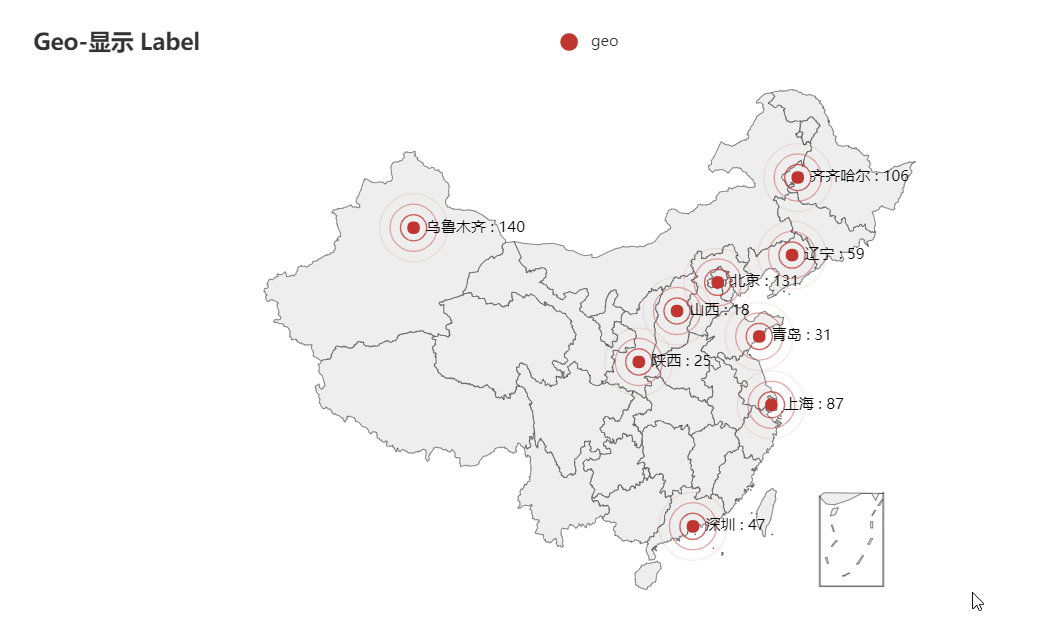 Geo-显示 Label
geo
齐齐哈尔 : 106
乌鲁木齐 : 140
辽宁 : 59
北京 : 131
山西 : 18
青岛 : 31
陕西 : 25
上海 : 87
深圳 : 47